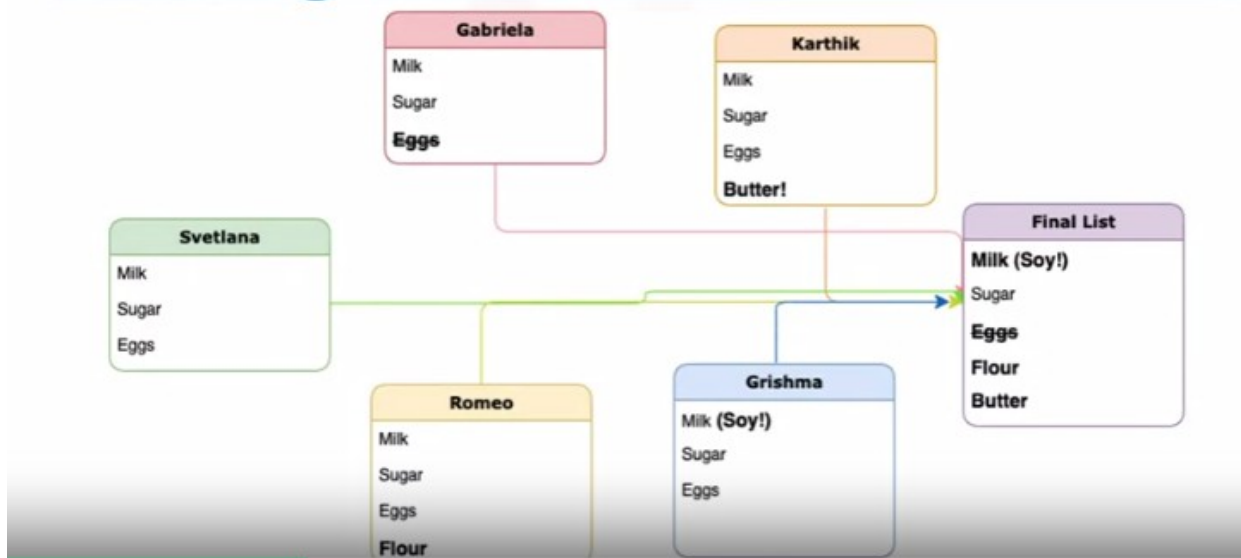 Gabriela
Milk
Sugar
Eggs
Karthik
Milk
Sugar
Eggs
Butter!
Svetlana
Milk
Sugar
Eggs
Romeo
Milk
Sugar
Eggs
Flour
Grishma
Milk (Soy!)
Sugar
Eggs
Final List
Milk (Soy!)
Sugar
Eggs
Flour
Butter